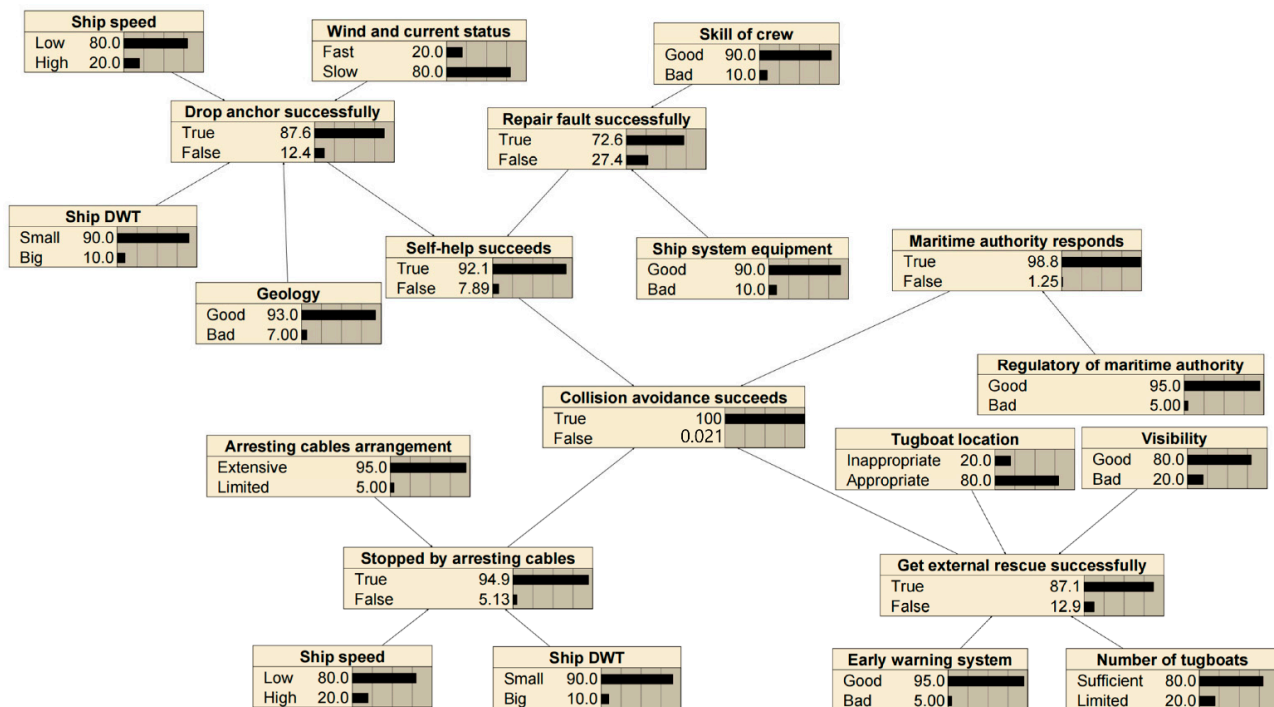 Ship speed
Low 80.0
High 20.0
Wind and current status
Fast 20.0
Slow 80.0
Skill of crew
Good 90.0
Bad 10.0
Drop anchor successfully
True 87.6
False 12.4
Repair fault successfully
True 72.6
False 27.4
Ship DWT
Small 90.0
Big 10.0
Self-help succeeds
True 92.1
False 7.89
Ship system equipment
Good 90.0
Bad 10.0
Maritime authority responds
True 98.8
False 1.25
Geology
Good 93.0
Bad 7.00
Regulatory of maritime authority
Good 95.0
Bad 5.00
Collision avoidance succeeds
True 100
False 0.021
Arresting cables arrangement
Extensive 95.0
Limited 5.00
Tugboat location
Inappropriate 20.0
Appropriate 80.0
Visibility
Good 80.0
Bad 20.0
Stopped by arresting cables
True 94.9
False 5.13
Get external rescue successfully
True 87.1
False 12.9
Ship speed
Low 80.0
High 20.0
Ship DWT
Small 90.0
Big 10.0
Early warning system
Good 95.0
Bad 5.00
Number of tugboats
Sufficient 80.0
Limited 20.0